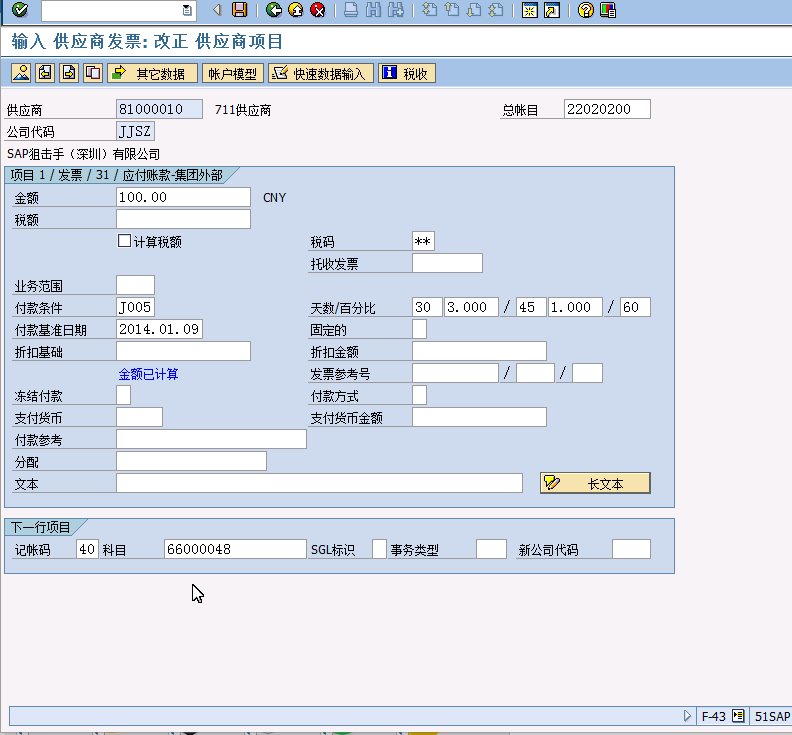 输入 供应商发票: 改正 供应商项目
其它数据 帐户模型 快速数据输入 税收
供应商 81000010 711供应商 总帐目 22020200
公司代码 JJSZ
SAP狙击手（深圳）有限公司
项目 1 / 发票 / 31 / 应付账款-集团外部
金额 100.00 CNY
税额
计算税额 税码 **
托收发票
业务范围
付款条件 J005 天数/百分比 30 3.000 / 45 1.000 / 60
付款基准日期 2014.01.09 固定的
折扣基础 折扣金额
金额已计算 发票参考号 / /
冻结付款 付款方式
支付货币 支付货币金额
付款参考
分配
文本 长文本
下一行项目
记帐码 40 科目 66000048 SGL标识 事务类型 新公司代码
F-43 51SAP